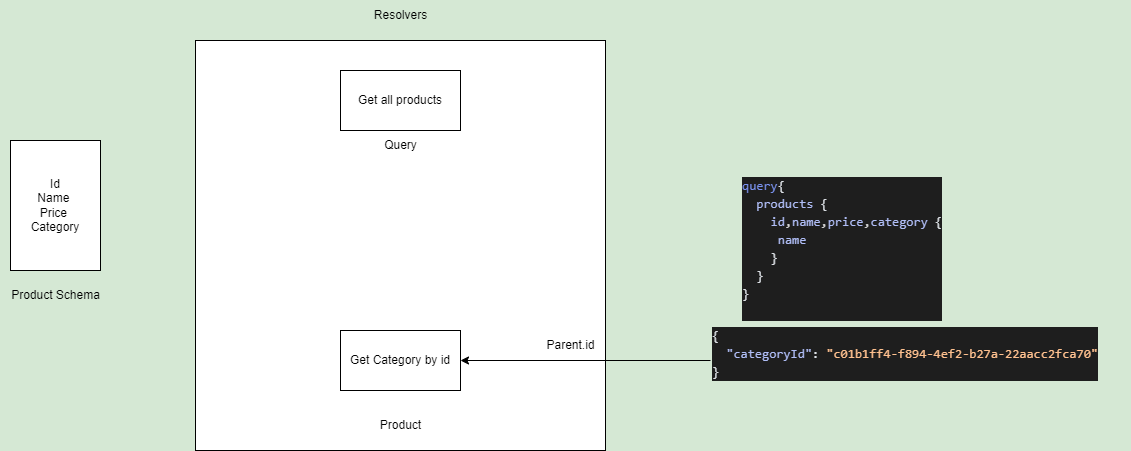 Resolvers
Get all products
Query
Id
Name
Price
Category
Product Schema
query{
products {
id,name,price,category {
name
}
}
}
Parent.id
Get Category by id
{
"categoryId": "c01b1ff4-f894-4ef2-b27a-22aacc2fca70"
}
Product